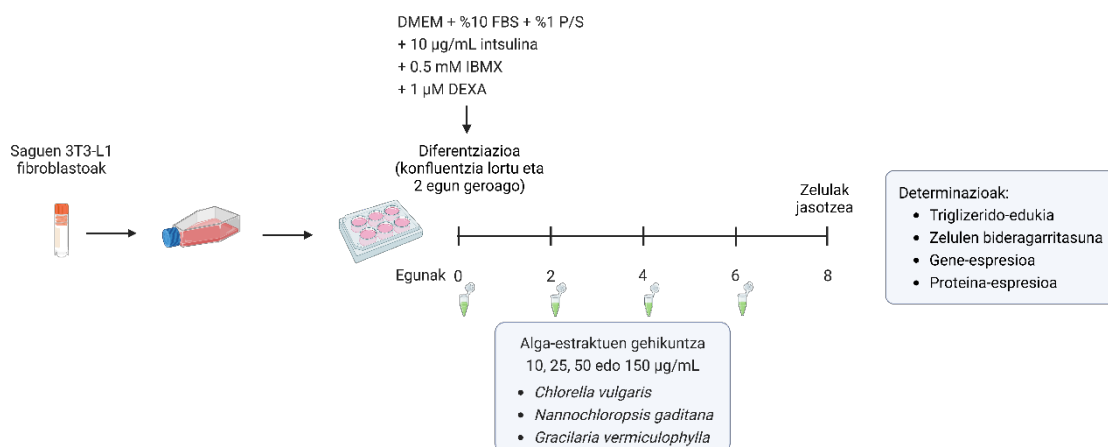 DMEM + %10 FBS + %1 P/S
+ 10 µg/mL intsulina
+ 0.5 mM IBMX
+ 1 µM DEXA
Saguen 3T3-L1
fibroblastoak
Diferentziazioa
(konfluentzia lortu eta
2 egun geroago)
Zelulak
jasotzea
Egunak 0 2 4 6 8
Determinazioak:
• Triglizerido-edukia
• Zelulen bideragarritasuna
• Gene-espresioa
• Proteina-espresioa
Alga-estraktuen gehikuntza
10, 25, 50 edo 150 µg/mL
• Chlorella vulgaris
• Nannochloropsis gaditana
• Gracilaria vermiculophylla